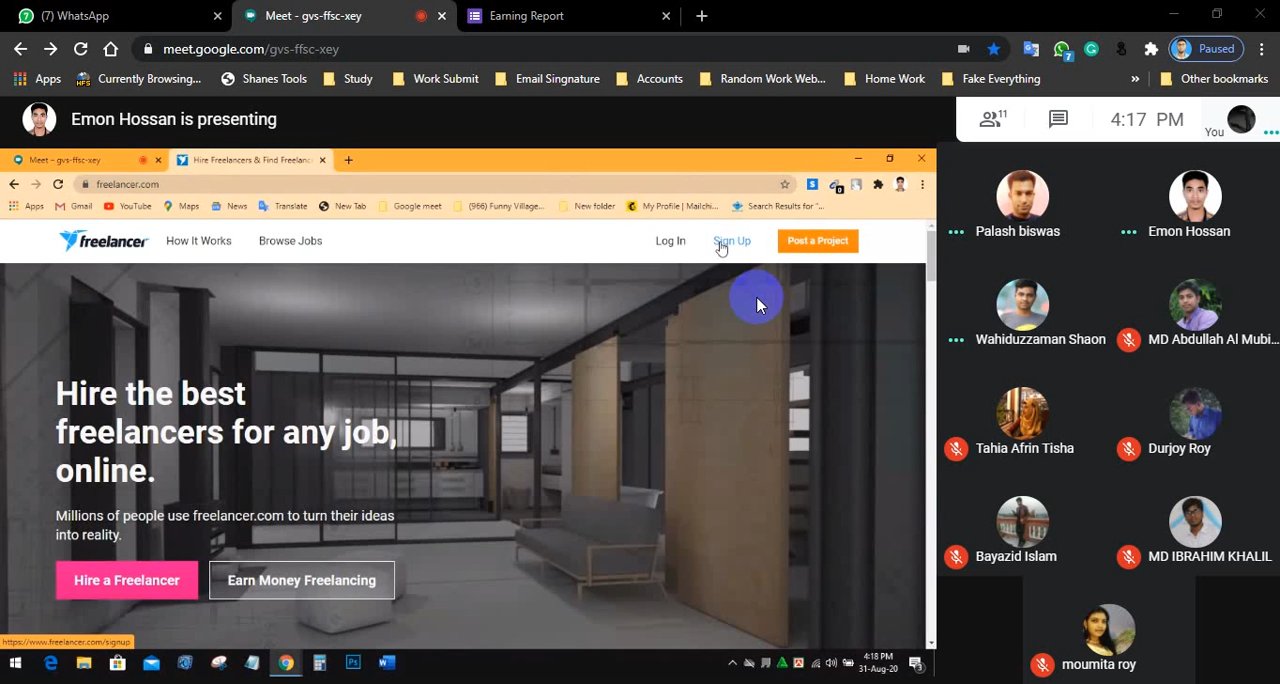 (7) WhatsApp
Meet - gvs-ffsc-xey
Earning Report
meet.google.com/gvs-ffsc-xey
7
Paused
Apps
Currently Browsing...
Shanes Tools
Study
Work Submit
Email Singnature
Accounts
Random Work Web...
Home Work
Fake Everything
»
Other bookmarks
Emon Hossan is presenting
11
4:17 PM
You
Meet - gvs-ffsc-xey
Hire Freelancers & Find Freelanc
freelancer.com
Apps
Gmail
YouTube
Maps
News
Translate
New Tab
Google meet
(966) Funny Village...
New folder
My Profile | Mailchi...
Search Results for "...
freelancer
How It Works
Browse Jobs
Log In
Sign Up
Post a Project
Hire the best
freelancers for any job,
online.
Millions of people use freelancer.com to turn their ideas
into reality.
Hire a Freelancer
Earn Money Freelancing
https://www.freelancer.com/signup
4:18 PM
31-Aug-20
3
Palash biswas
Emon Hossan
Wahiduzzaman Shaon
MD Abdullah Al Mubi...
Tahia Afrin Tisha
Durjoy Roy
Bayazid Islam
MD IBRAHIM KHALIL
moumita roy